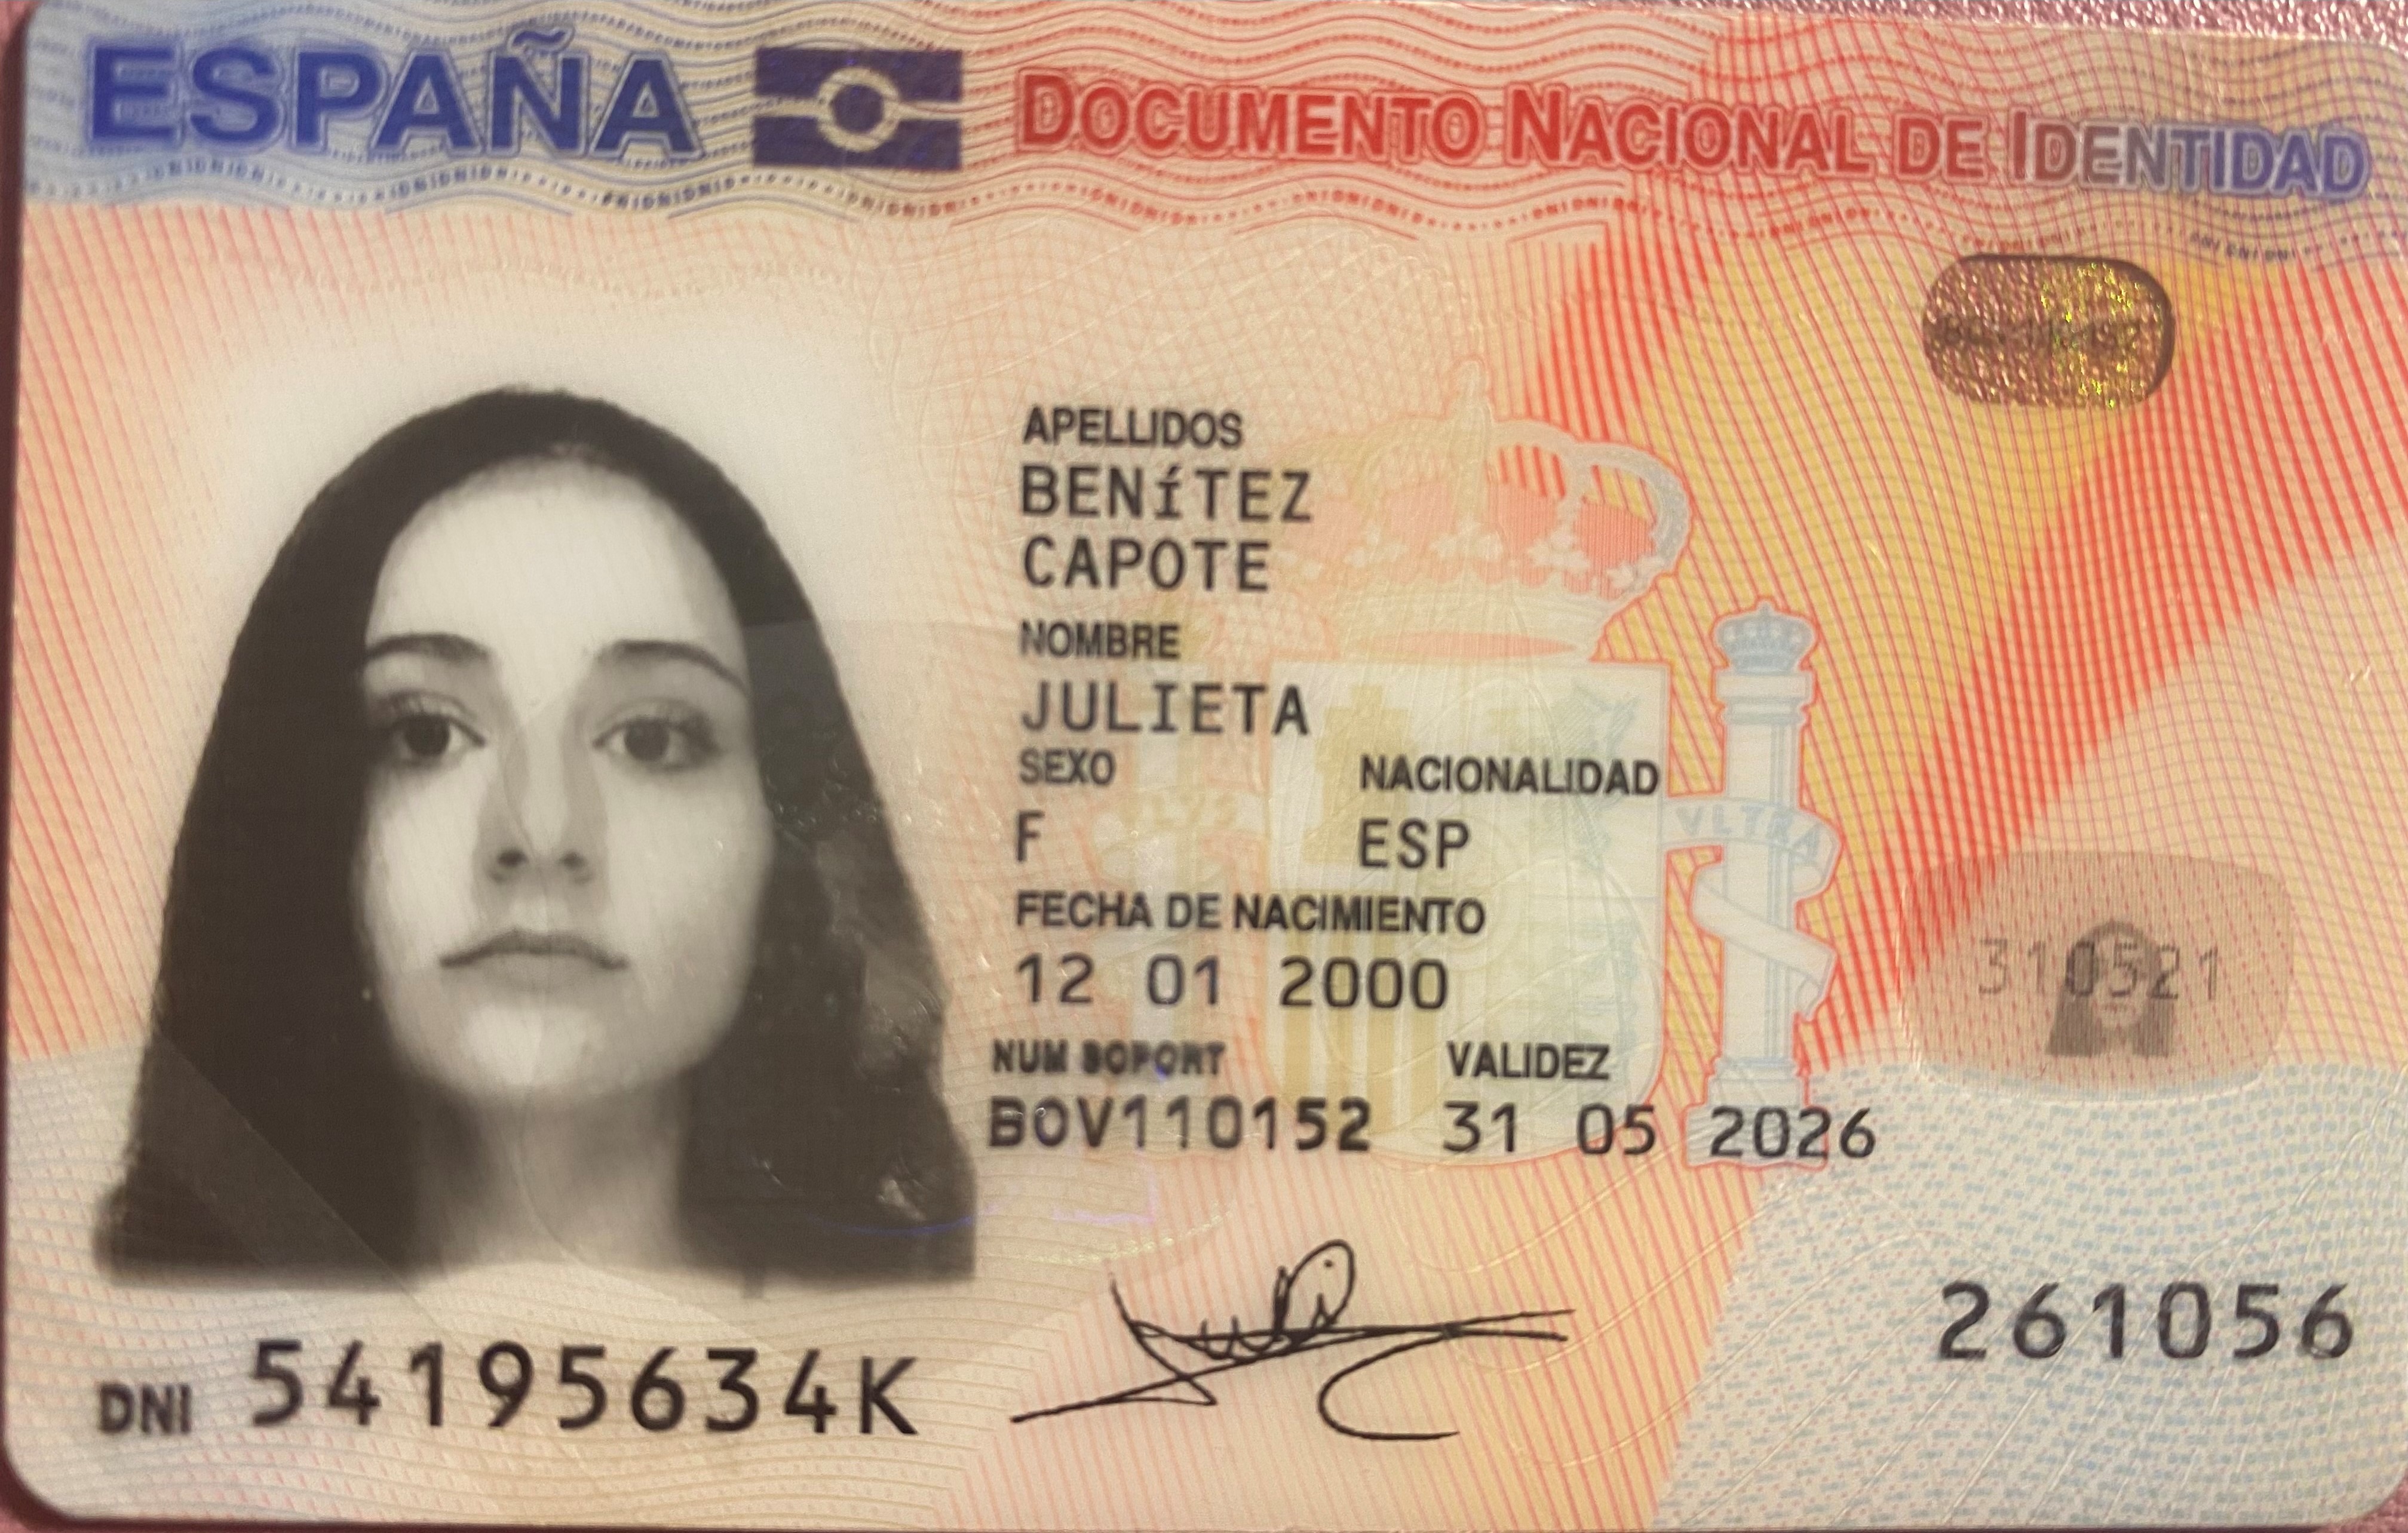 ESPAÑA
DOCUMENTO NACIONAL DE IDENTIDAD
APELLIDOS
BENíTEZ
CAPOTE
NOMBRE
JULIETA
SEXO NACIONALIDAD
F ESP
FECHA DE NACIMIENTO
12 01 2000
310521
NUM SOPORT VALIDEZ
BOV110152 31 05 2026
261056
DNI 54195634K